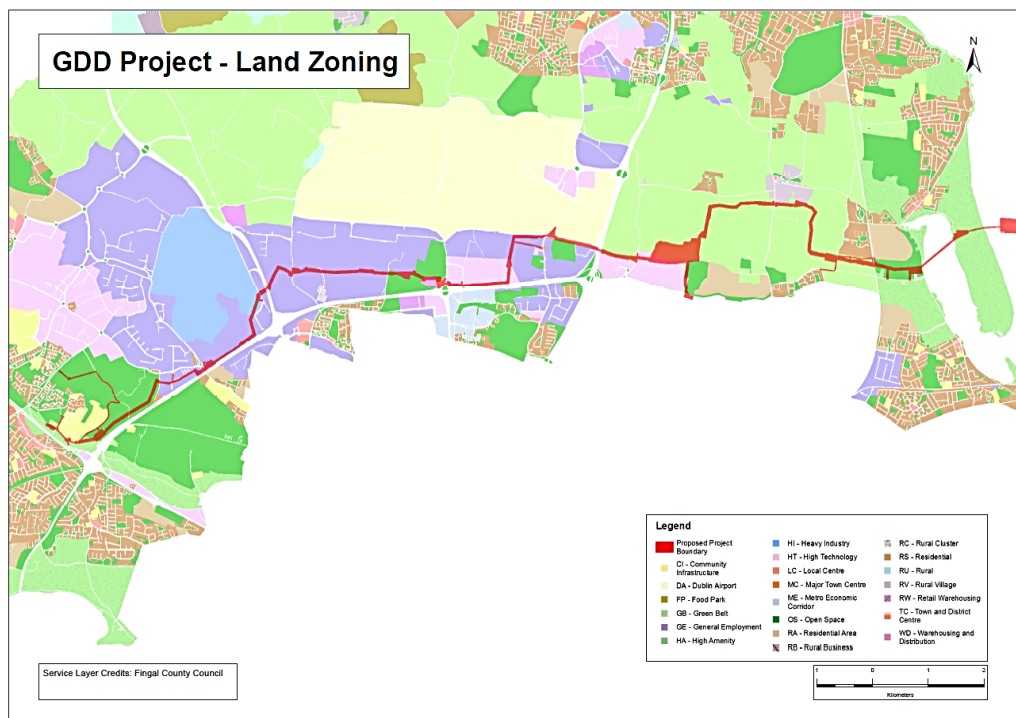 GDD Project - Land Zoning
N
Legend
Proposed Project
Boundary
CI - Community
Infrastructure
DA - Dublin Airport
FP - Food Park
GB - Green Belt
GE - General Employment
HA - High Amenity
HI - Heavy Industry
HT - High Technology
LC - Local Centre
MC - Major Town Centre
ME - Metro Economic
Corridor
OS - Open Space
RA - Residential Area
RB - Rural Business
RC - Rural Cluster
RS - Residential
RU - Rural
RV - Rural Village
RW - Retail Warehousing
TC - Town and District
Centre
WD - Warehousing and
Distribution
Service Layer Credits: Fingal County Council
1 0 1 2
Kilometers